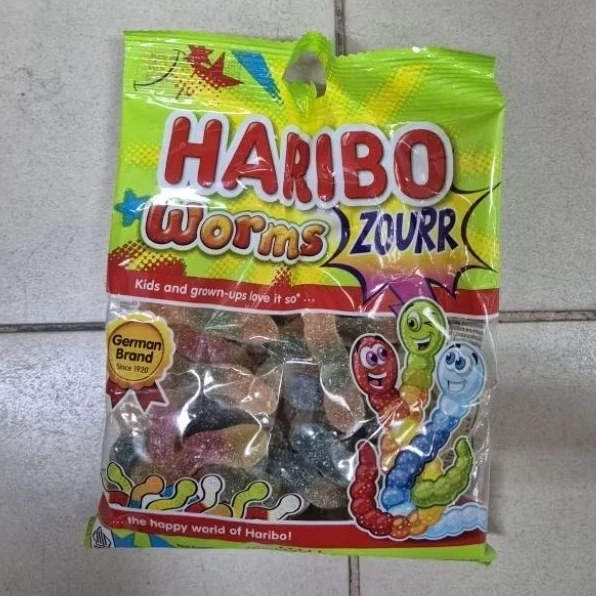 HARIBO
Worms ZOURR
Kids and grown-ups love it so* ...
German
Brand
Since 1920
... the happy world of Haribo!